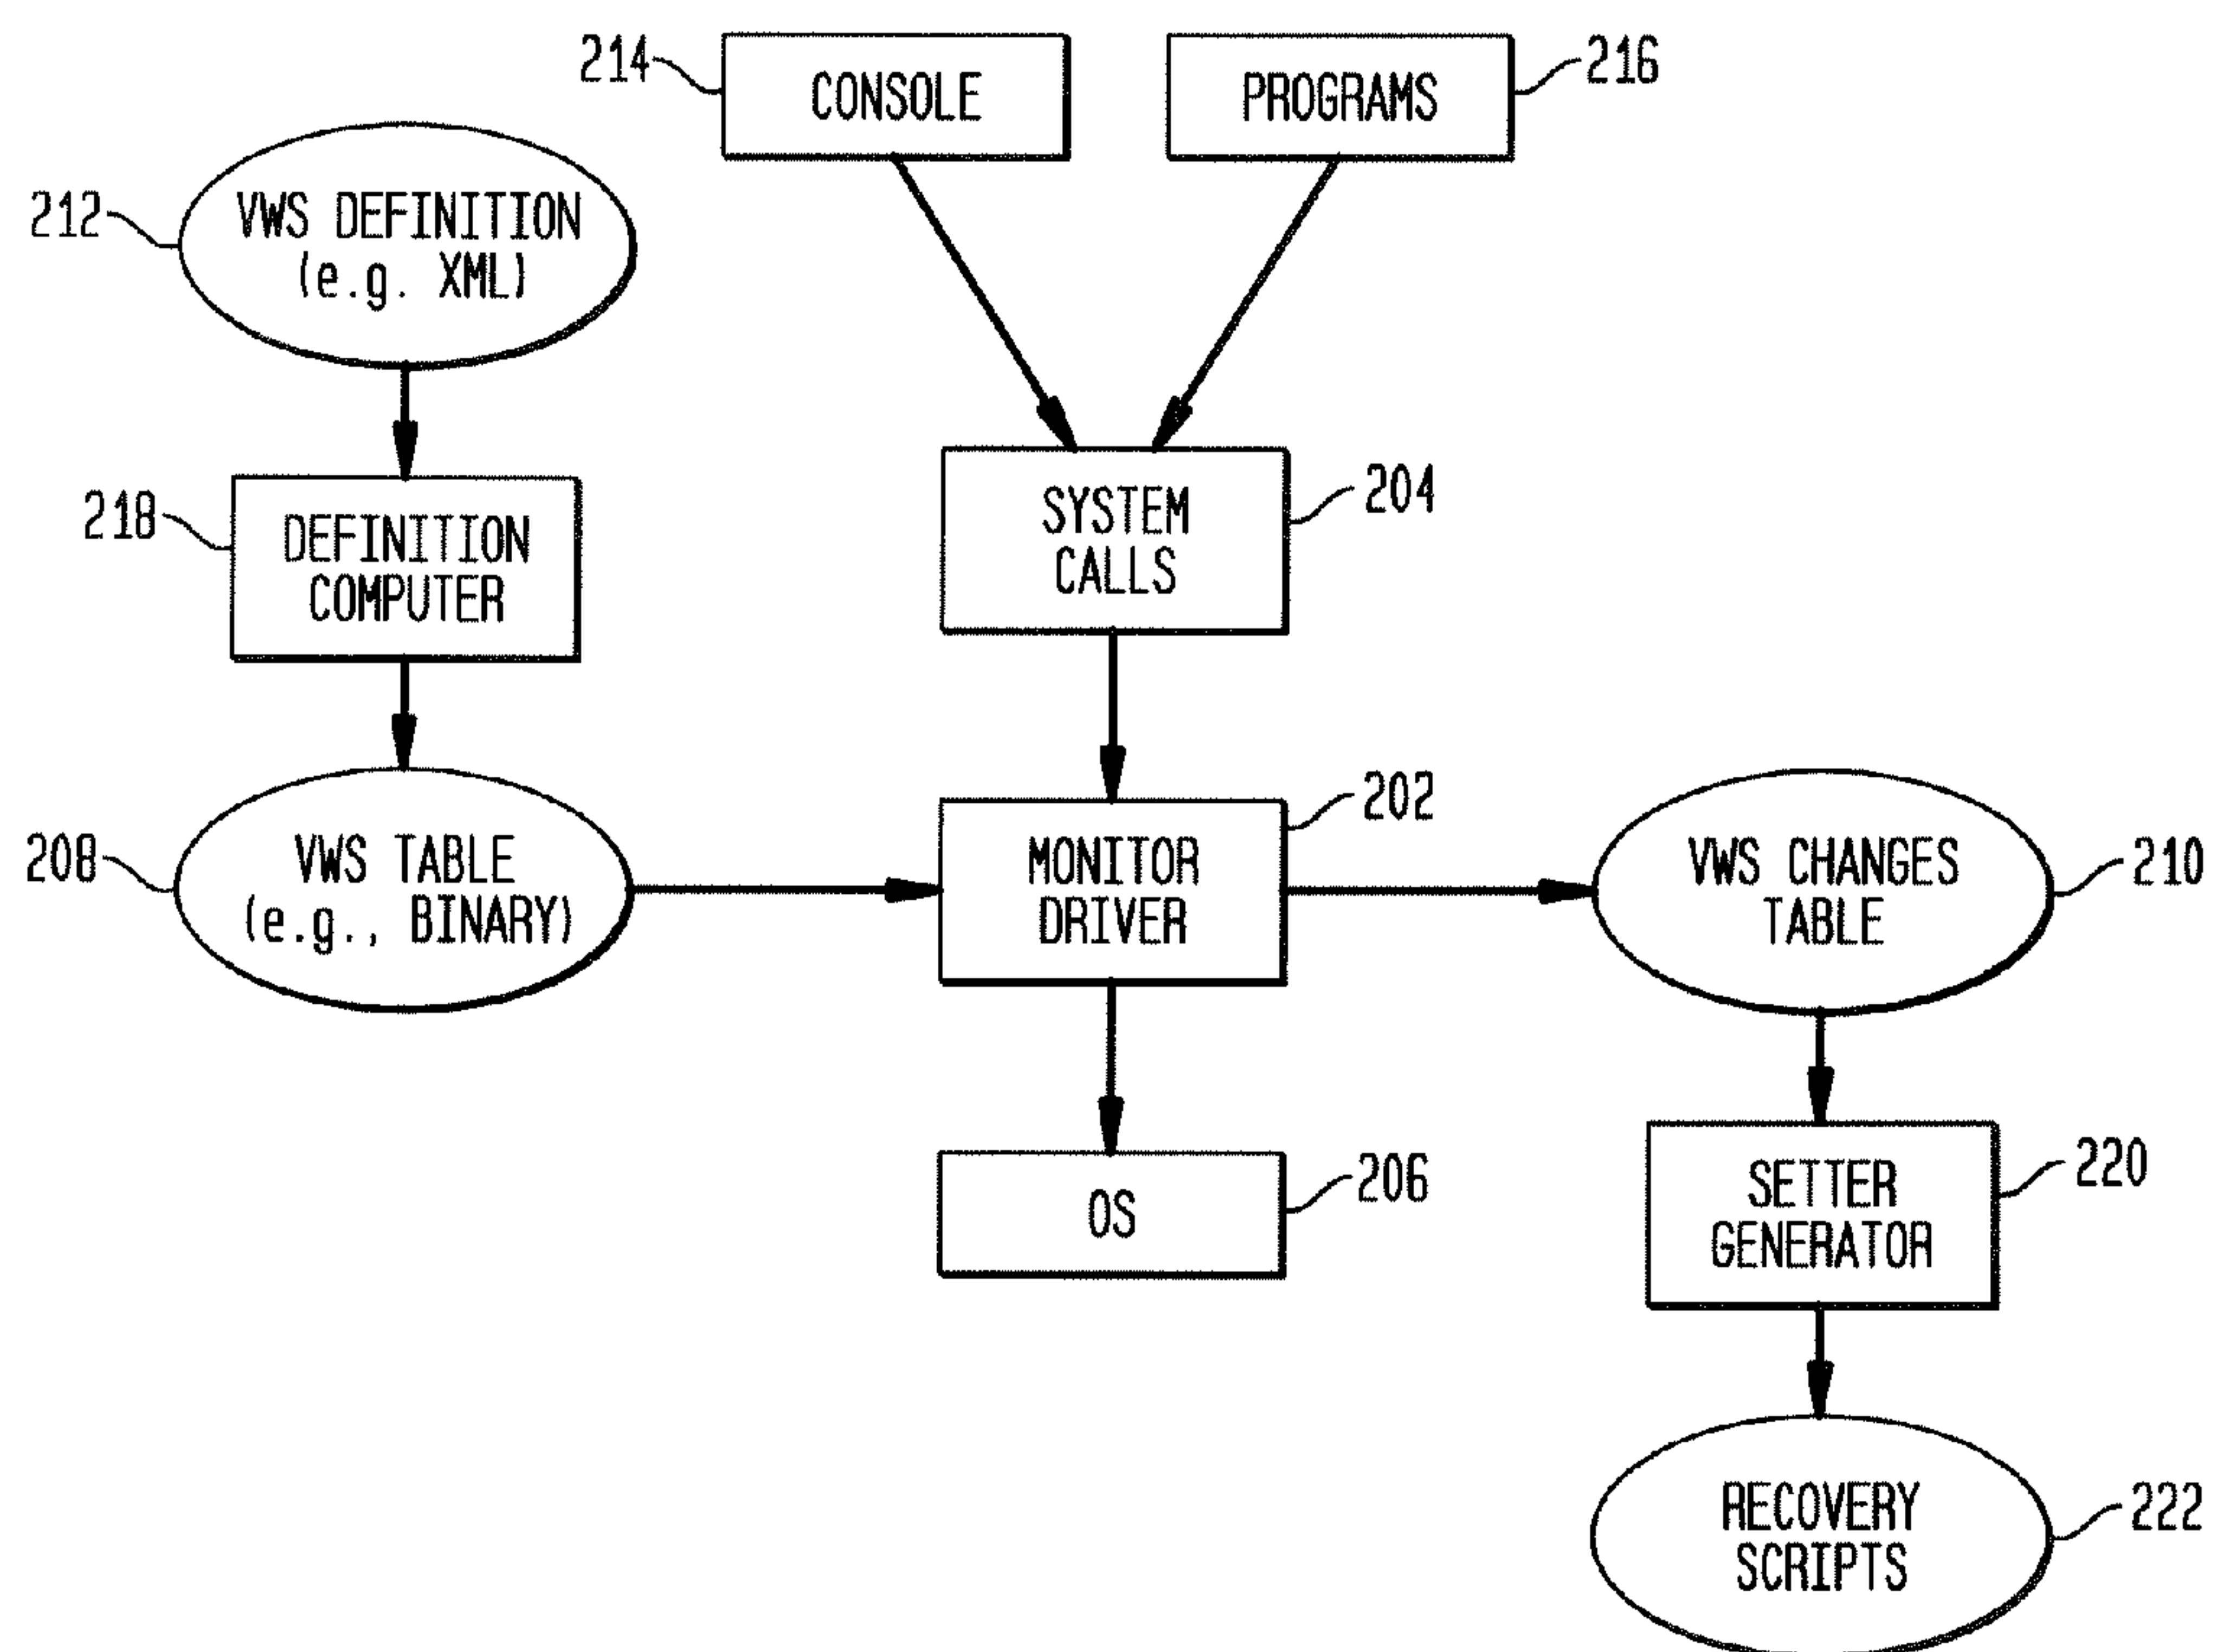 214
CONSOLE
PROGRAMS
216
212
VWS DEFINITION
(e.g. XML)
218
DEFINITION
COMPUTER
SYSTEM
CALLS
204
208
VWS TABLE
(e.g., BINARY)
MONITOR
DRIVER
202
VWS CHANGES
TABLE
210
OS
206
SETTER
GENERATOR
220
RECOVERY
SCRIPTS
222